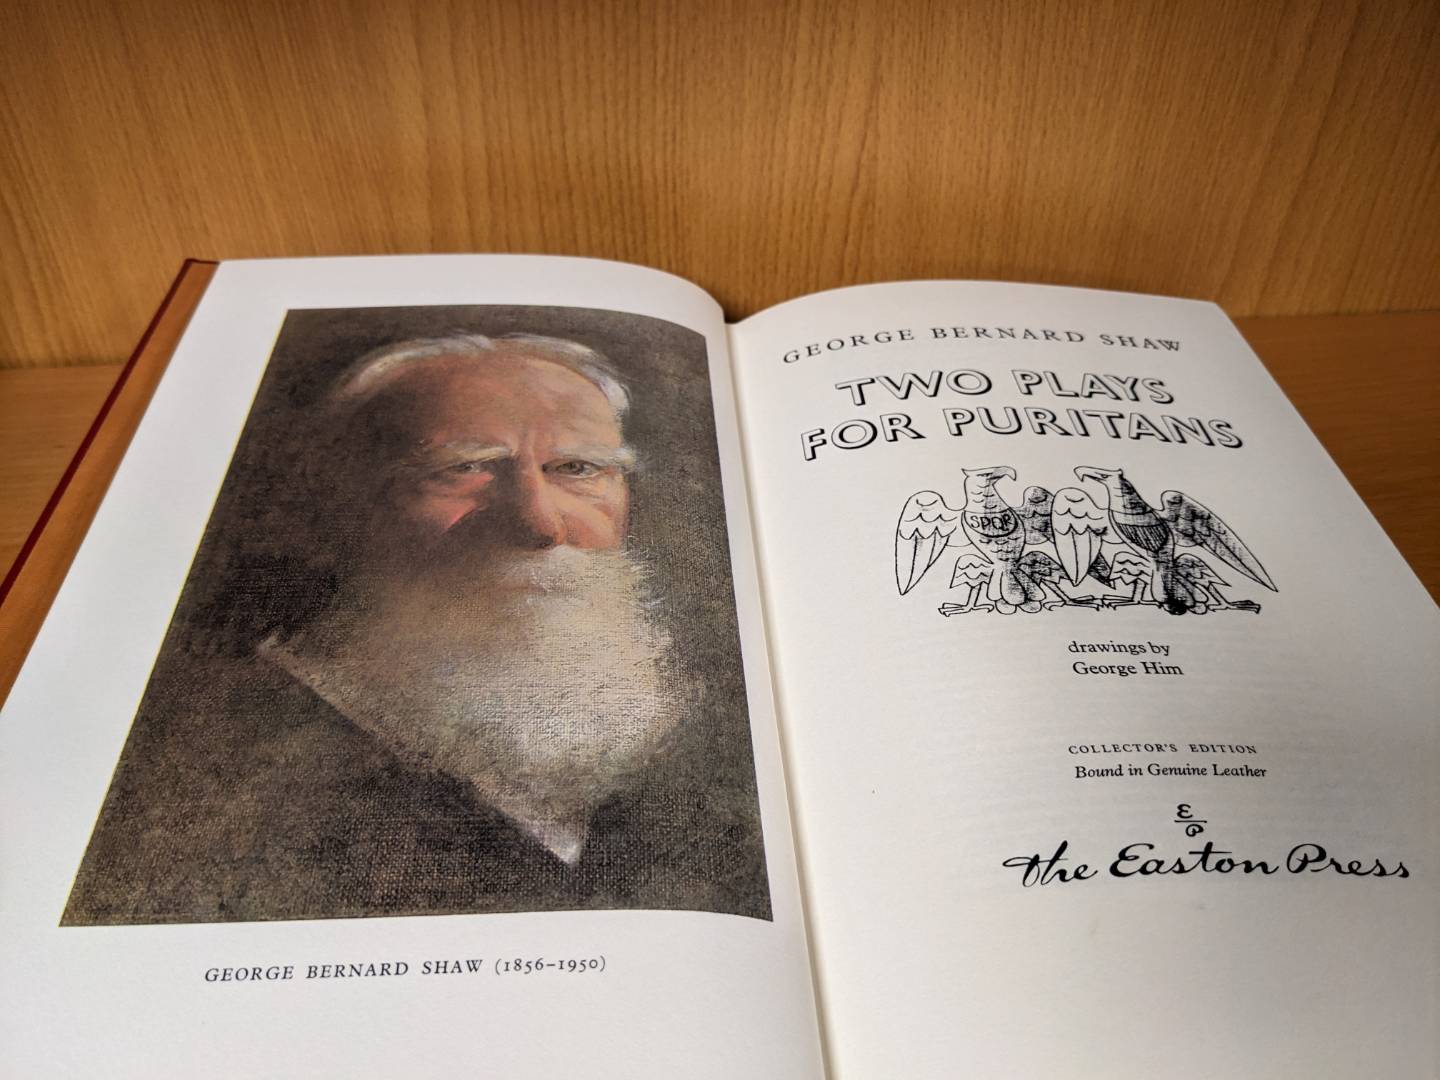 GEORGE BERNARD SHAW (1856–1950)
GEORGE BERNARD SHAW
TWO PLAYS
FOR PURITANS
SPQR
drawings by
George Him
COLLECTOR'S EDITION
Bound in Genuine Leather
E
P
The Easton Press